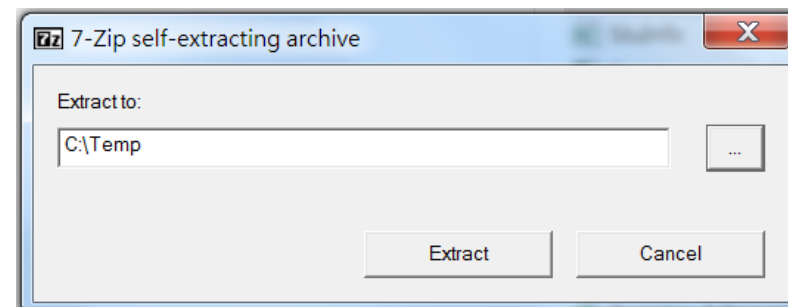 7z 7-Zip self-extracting archive
X
Extract to:
C:\Temp
...
Extract Cancel